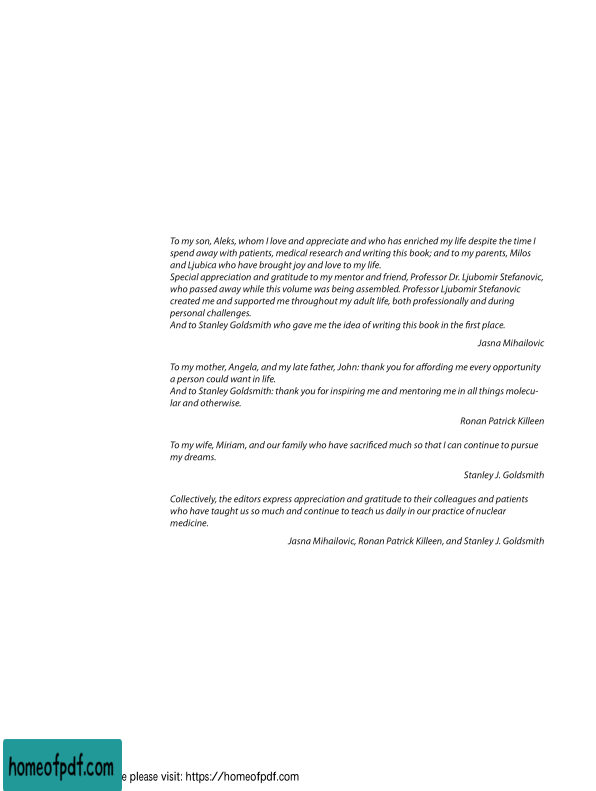 To my son, Aleks, whom I love and appreciate and who has enriched my life despite the time I
spend away with patients, medical research and writing this book; and to my parents, Milos
and Ljubica who have brought joy and love to my life.
Special appreciation and gratitude to my mentor and friend, Professor Dr. Ljubomir Stefanovic,
who passed away while this volume was being assembled. Professor Ljubomir Stefanovic
created me and supported me throughout my adult life, both professionally and during
personal challenges.
And to Stanley Goldsmith who gave me the idea of writing this book in the first place.
Jasna Mihailovic
To my mother, Angela, and my late father, John: thank you for affording me every opportunity
a person could want in life.
And to Stanley Goldsmith: thank you for inspiring me and mentoring me in all things molecu-
lar and otherwise.
Ronan Patrick Killeen
To my wife, Miriam, and our family who have sacrificed much so that I can continue to pursue
my dreams.
Stanley J. Goldsmith
Collectively, the editors express appreciation and gratitude to their colleagues and patients
who have taught us so much and continue to teach us daily in our practice of nuclear
medicine.
Jasna Mihailovic, Ronan Patrick Killeen, and Stanley J. Goldsmith
homeofpdf.com
e please visit: https://homeofpdf.com